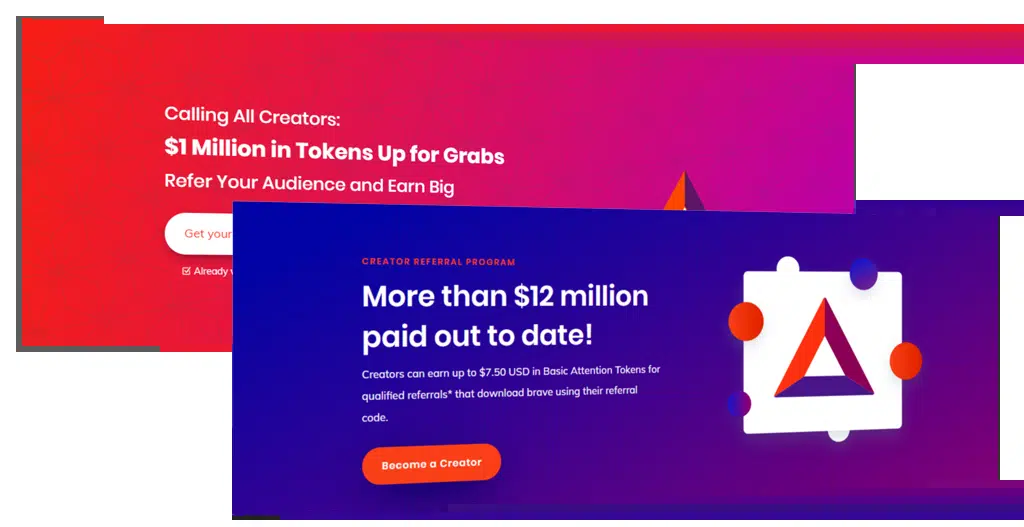 Calling All Creators:
$1 Million in Tokens Up for Grabs
Refer Your Audience and Earn Big
Get your
Already
CREATOR REFERRAL PROGRAM
More than $12 million
paid out to date!
Creators can earn up to $7.50 USD in Basic Attention Tokens for
qualified referrals* that download brave using their referral
code.
Become a Creator